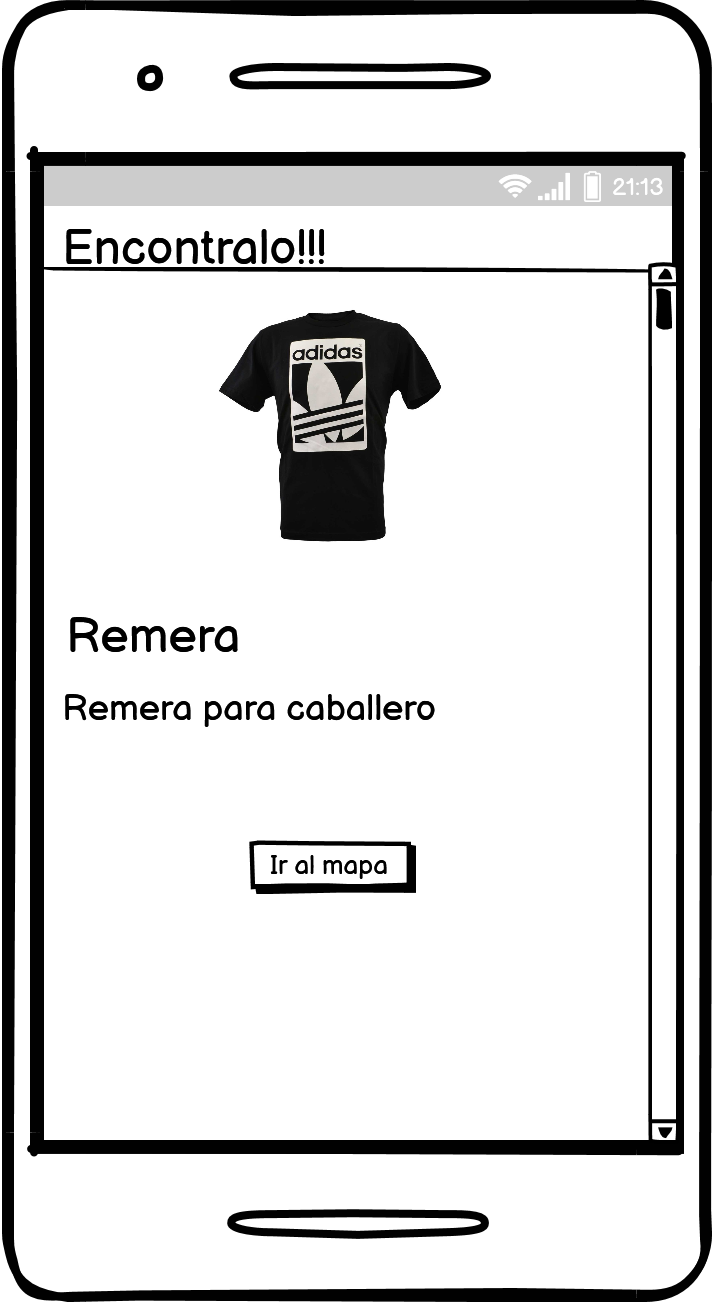 21:13
Encontralo!!!
adidas
Remera
Remera para caballero
Ir al mapa